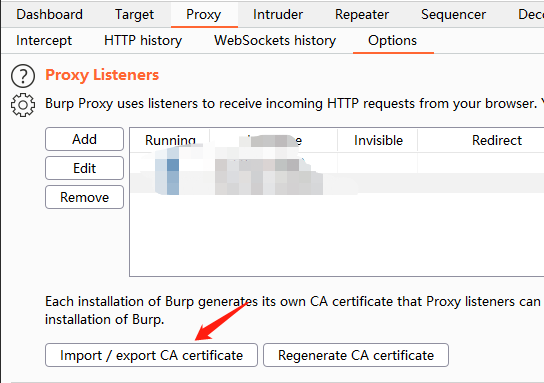 Dashboard Target Proxy Intruder Repeater Sequencer
Intercept HTTP history WebSockets history Options
Proxy Listeners
Burp Proxy uses listeners to receive incoming HTTP requests from your browser.
Add Running Invisible Redirect
Edit
Remove
Each installation of Burp generates its own CA certificate that Proxy listeners can
installation of Burp.
Import / export CA certificate Regenerate CA certificate